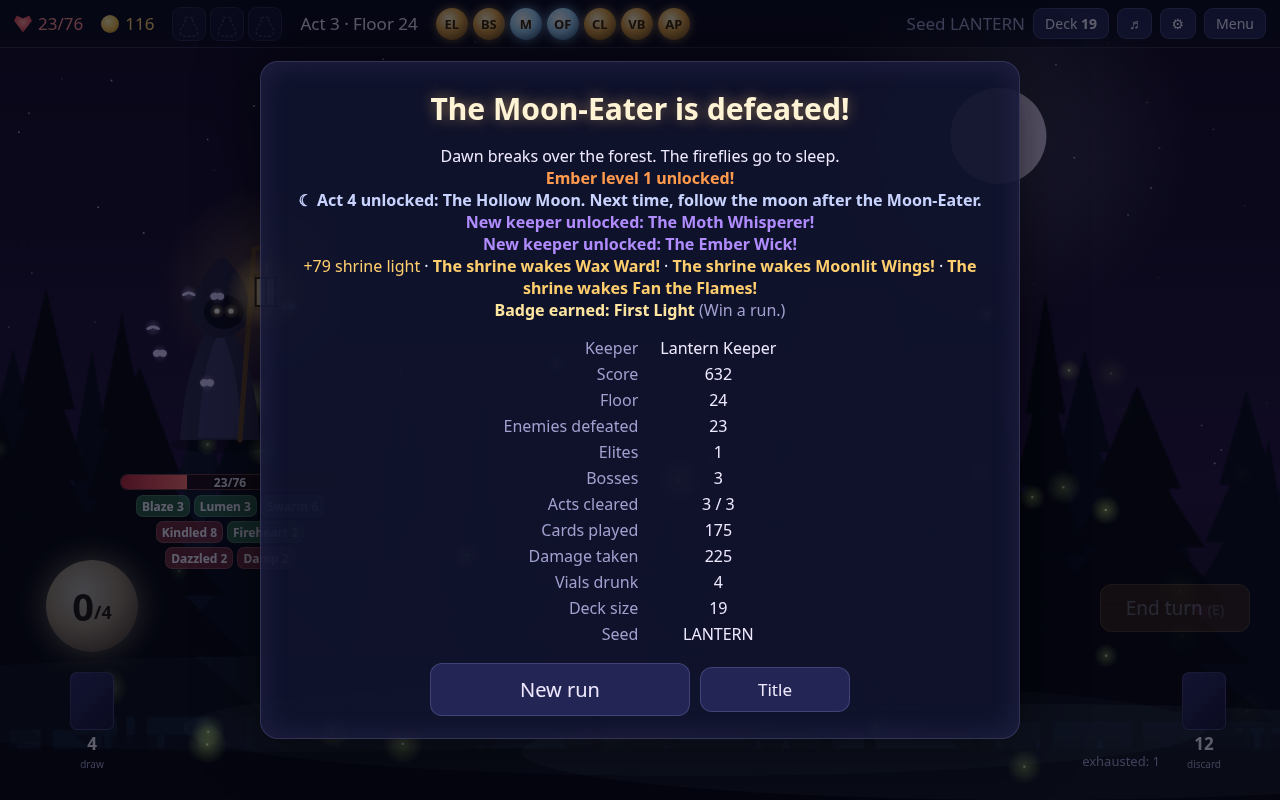 23/76
116
Act 3 · Floor 24
EL
BS
M
OF
CL
VB
AP
Seed LANTERN
Deck 19
Menu
The Moon-Eater is defeated!
Dawn breaks over the forest. The fireflies go to sleep.
Ember level 1 unlocked!
☾ Act 4 unlocked: The Hollow Moon. Next time, follow the moon after the Moon-Eater.
New keeper unlocked: The Moth Whisperer!
New keeper unlocked: The Ember Wick!
+79 shrine light · The shrine wakes Wax Ward! · The shrine wakes Moonlit Wings! · The
shrine wakes Fan the Flames!
Badge earned: First Light (Win a run.)
Keeper Lantern Keeper
Score 632
Floor 24
Enemies defeated 23
Elites 1
Bosses 3
Acts cleared 3 / 3
Cards played 175
Damage taken 225
Vials drunk 4
Deck size 19
Seed LANTERN
New run
Title
23/76
Blaze 3
Lumen 3
Swarm 6
Kindled 8
Fireheart 2
Dazzled 2
Damp 2
0/4
4
draw
End turn (E)
exhausted: 1
12
discard